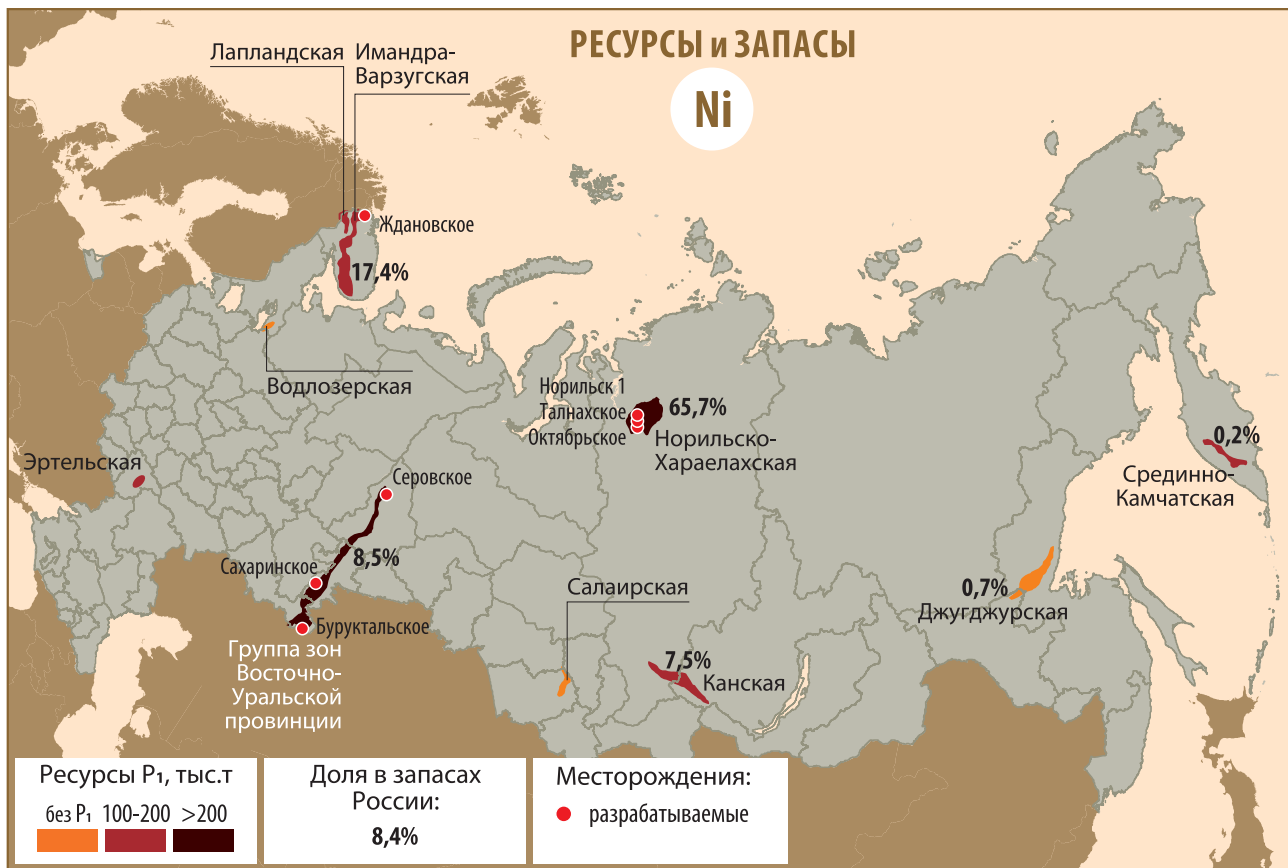 РЕСУРСЫ и ЗАПАСЫ
Ni
Лапландская
Имандра-
Варзугская
Ждановское
17,4%
Водлозерская
Норильск 1
Талнахское
Октябрьское
65,7%
Норильско-
Хараелахская
0,2%
Срединно-
Камчатская
Эртельская
Серовское
8,5%
Сахаринское
Буруктальское
Группа зон
Восточно-
Уральской
провинции
Салаирская
7,5%
Канская
0,7%
Джугджурская
Ресурсы P₁, тыс.т
без P₁ 100-200 >200
Доля в запасах
России:
8,4%
Месторождения:
разрабатываемые